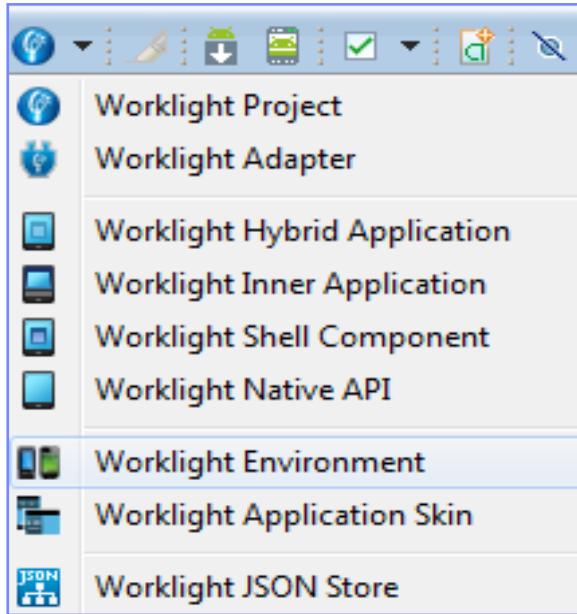 Worklight Project
Worklight Adapter
Worklight Hybrid Application
Worklight Inner Application
Worklight Shell Component
Worklight Native API
Worklight Environment
Worklight Application Skin
JSON
Worklight JSON Store